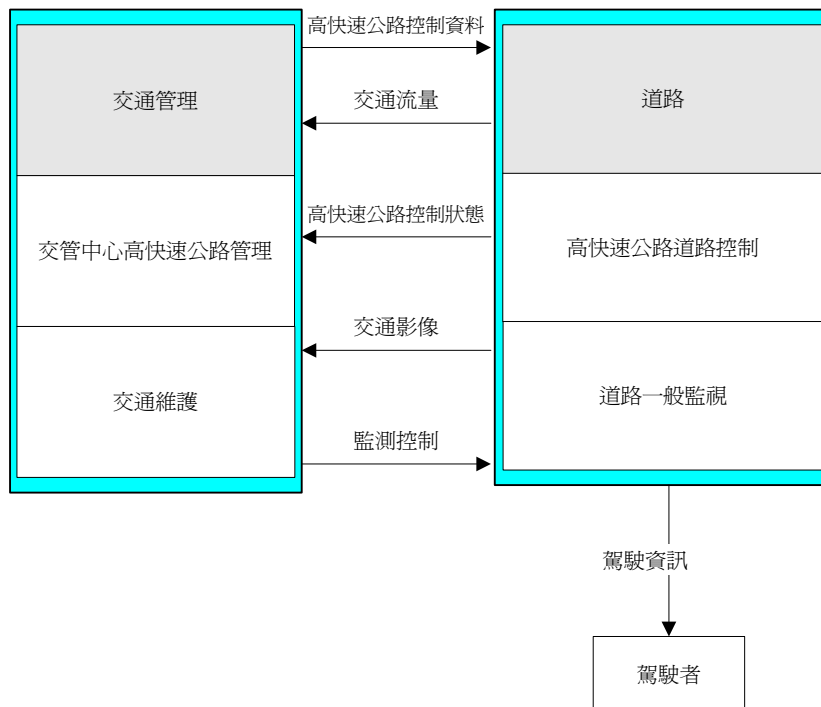 高快速公路控制資料
交通管理
交通流量
道路
高快速公路控制狀態
交管中心高快速公路管理
高快速公路道路控制
交通影像
交通維護
道路一般監視
監測控制
駕駛資訊
駕駛者